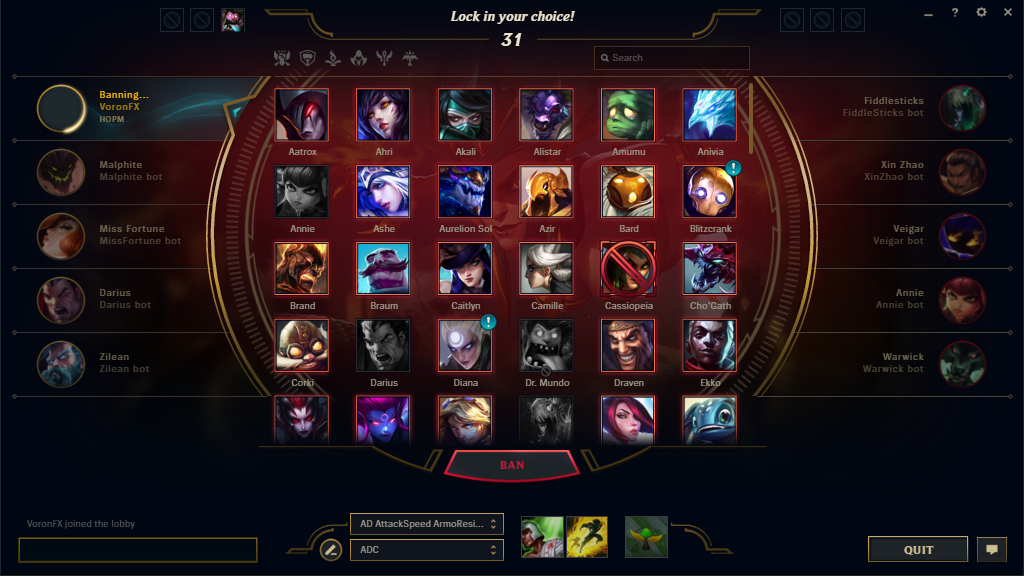 Lock in your choice!
31
Search
Banning...
VoronFX
HOPM
Malphite
Malphite bot
Miss Fortune
MissFortune bot
Darius
Darius bot
Zilean
Zilean bot
Aatrox
Ahri
Akali
Alistar
Amumu
Anivia
Annie
Ashe
Aurelion Sol
Azir
Bard
Blitzcrank
Brand
Braum
Caitlyn
Camille
Cassiopeia
Cho'Gath
Corki
Darius
Diana
Dr. Mundo
Draven
Ekko
Fiddlesticks
FiddleSticks bot
Xin Zhao
XinZhao bot
Veigar
Veigar bot
Annie
Annie bot
Warwick
Warwick bot
BAN
VoronFX joined the lobby
AD AttackSpeed ArmoResi...
ADC
QUIT